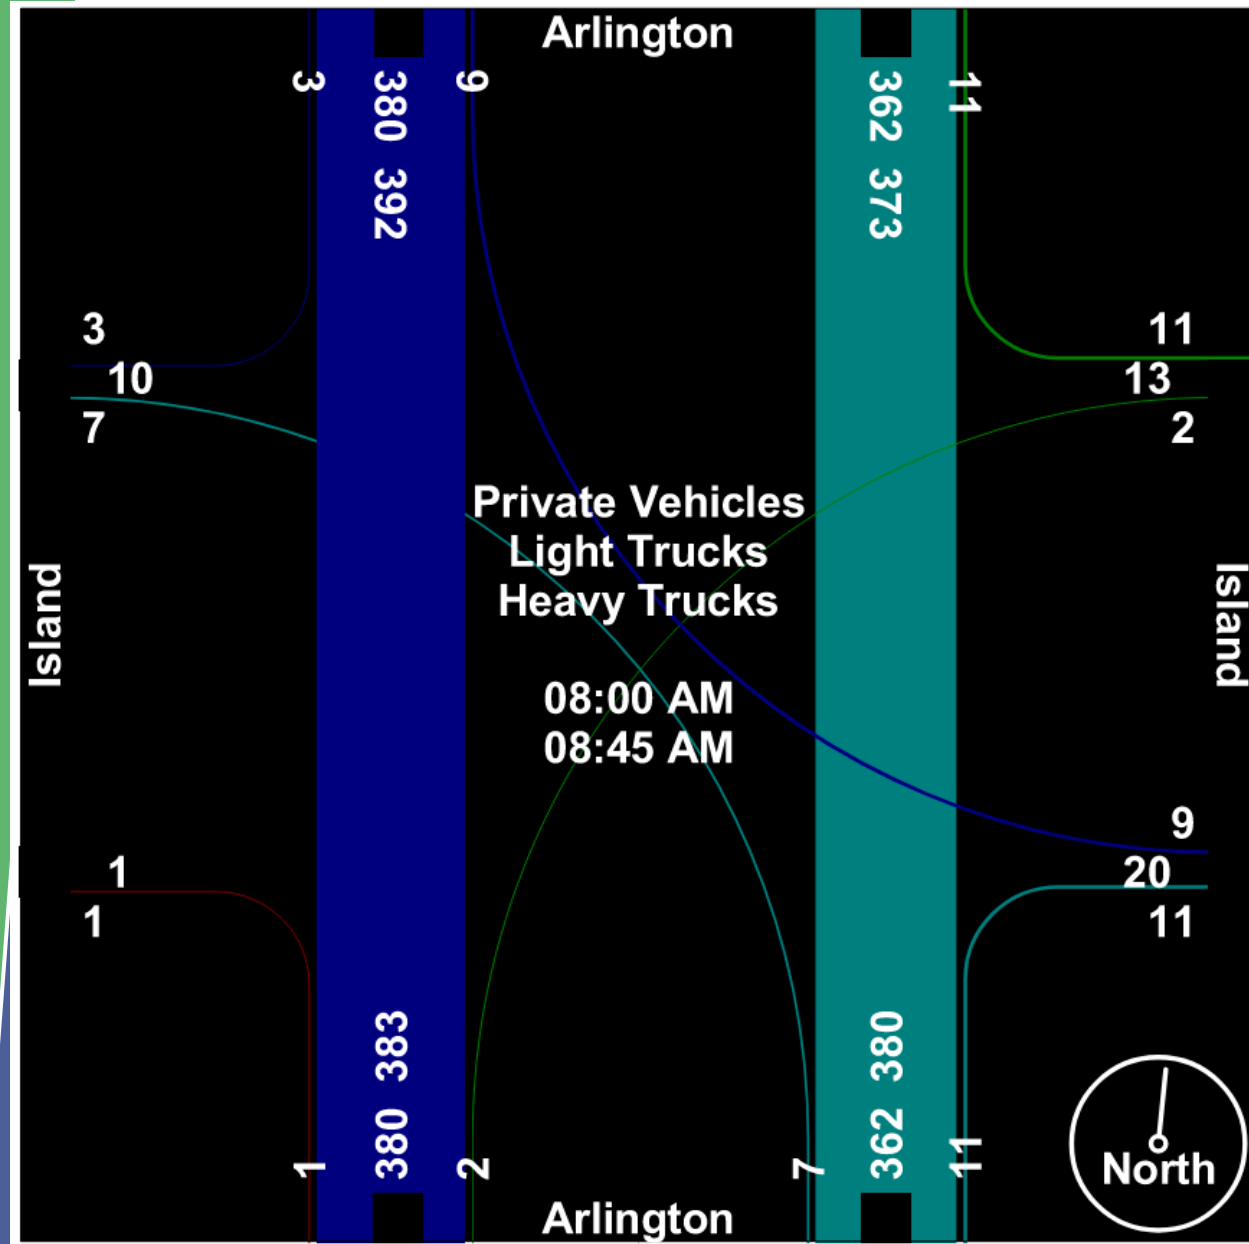 Arlington
3
380 392
9
362 373
11
3
10
7
11
13
2
Private Vehicles
Light Trucks
Heavy Trucks
Island
Island
08:00 AM
08:45 AM
9
20
11
1
1
1
380 383
2
7
362 380
11
North
Arlington